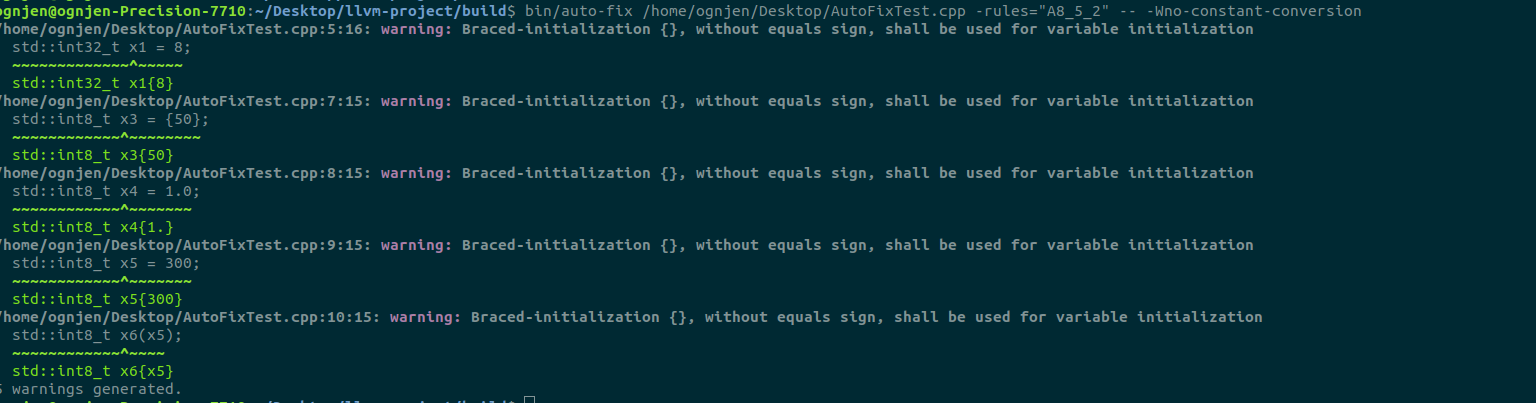 ognjen@ognjen-Precision-7710:~/Desktop/llvm-project/build$ bin/auto-fix /home/ognjen/Desktop/AutoFixTest.cpp -rules="A8_5_2" -- -Wno-constant-conversion
/home/ognjen/Desktop/AutoFixTest.cpp:5:16: warning: Braced-initialization {}, without equals sign, shall be used for variable initialization
  std::int32_t x1 = 8;
  ~~~~~~~~~~~~~^~~~~~
  std::int32_t x1{8}
/home/ognjen/Desktop/AutoFixTest.cpp:7:15: warning: Braced-initialization {}, without equals sign, shall be used for variable initialization
  std::int8_t x3 = {50};
  ~~~~~~~~~~~~^~~~~~~~~
  std::int8_t x3{50}
/home/ognjen/Desktop/AutoFixTest.cpp:8:15: warning: Braced-initialization {}, without equals sign, shall be used for variable initialization
  std::int8_t x4 = 1.0;
  ~~~~~~~~~~~~^~~~~~~~
  std::int8_t x4{1.}
/home/ognjen/Desktop/AutoFixTest.cpp:9:15: warning: Braced-initialization {}, without equals sign, shall be used for variable initialization
  std::int8_t x5 = 300;
  ~~~~~~~~~~~~^~~~~~~~
  std::int8_t x5{300}
/home/ognjen/Desktop/AutoFixTest.cpp:10:15: warning: Braced-initialization {}, without equals sign, shall be used for variable initialization
  std::int8_t x6(x5);
  ~~~~~~~~~~~~^~~~~
  std::int8_t x6{x5}
5 warnings generated.